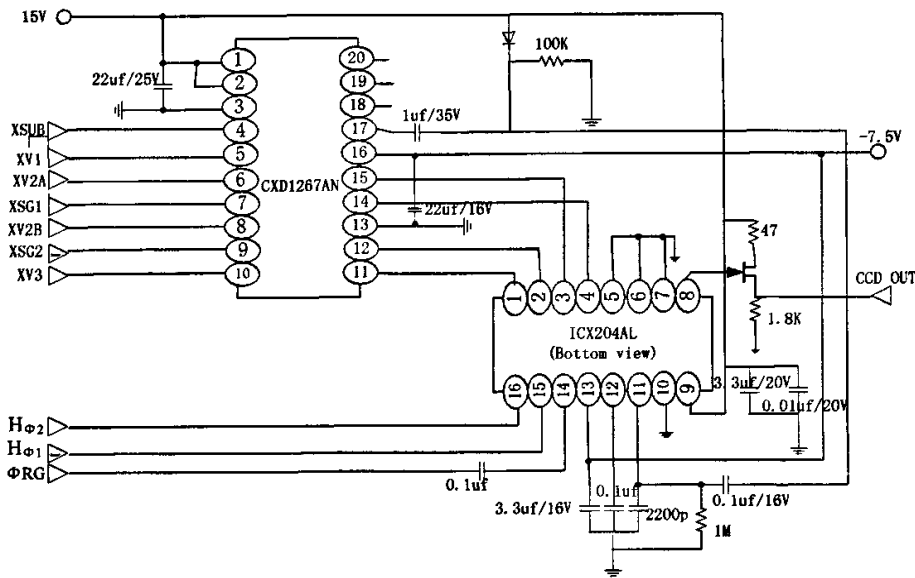 15V
100K
22uf/25V
1uf/35V
-7.5V
1
2
3
4
5
6
7
8
9
10
20
19
18
17
16
15
14
13
12
11
CXD1267AN
XSUB
XV1
XV2A
XSG1
XV2B
XSG2
XV3
22uf/16V
47
CCD OUT
1.8K
1 2 3 4 5 6 7 8
ICX204AL
(Bottom view)
16 15 14 13 12 11 10 9
3.3uf/20V
0.01uf/20V
HΦ2
HΦ1
ΦRG
0.1uf
3.3uf/16V
0.1uf
2200p
0.1uf/16V
1M